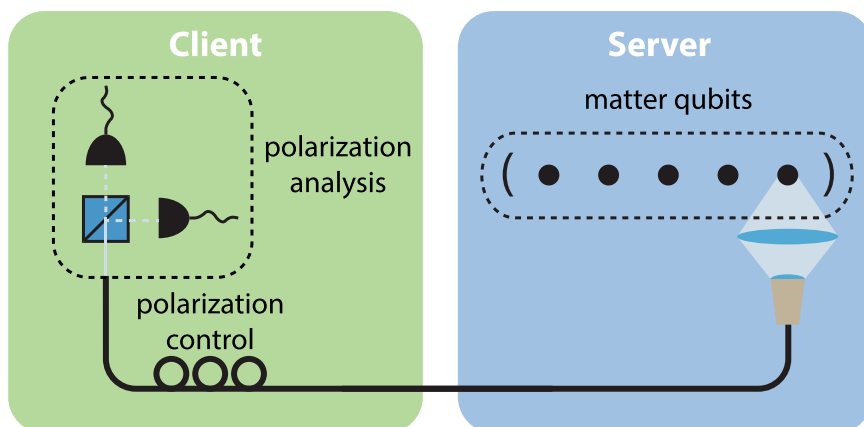 Client
Server
matter qubits
polarization
analysis
( )
polarization
control